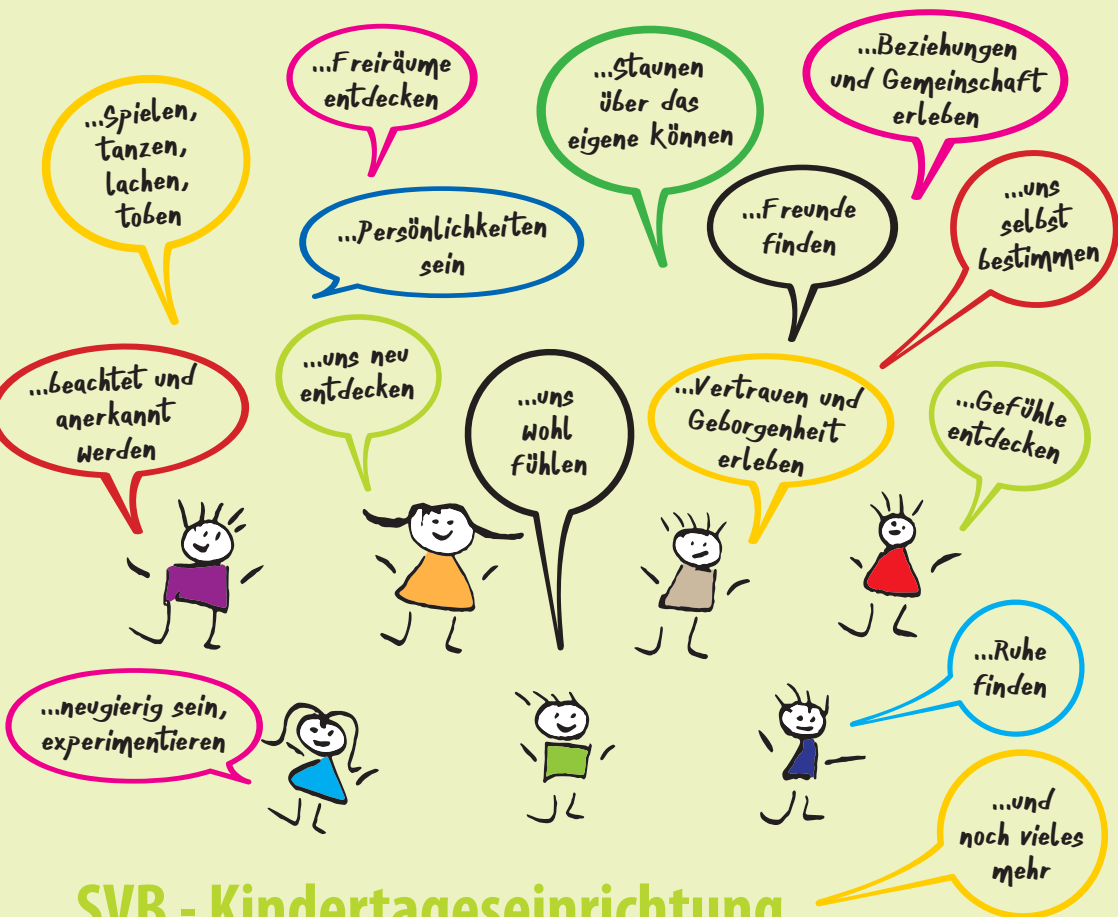 ...Freiräume
entdecken
...Staunen
über das
eigene Können
...Beziehungen
und Gemeinschaft
erleben
...Spielen,
tanzen,
lachen,
toben
...Persönlichkeiten
sein
...Freunde
finden
...uns
selbst
bestimmen
...beachtet und
anerkannt
werden
...uns neu
entdecken
...uns
wohl
fühlen
...Vertrauen und
Geborgenheit
erleben
...Gefühle
entdecken
...neugierig sein,
experimentieren
...Ruhe
finden
...und
noch vieles
mehr
SVB - Kindertageseinrichtung